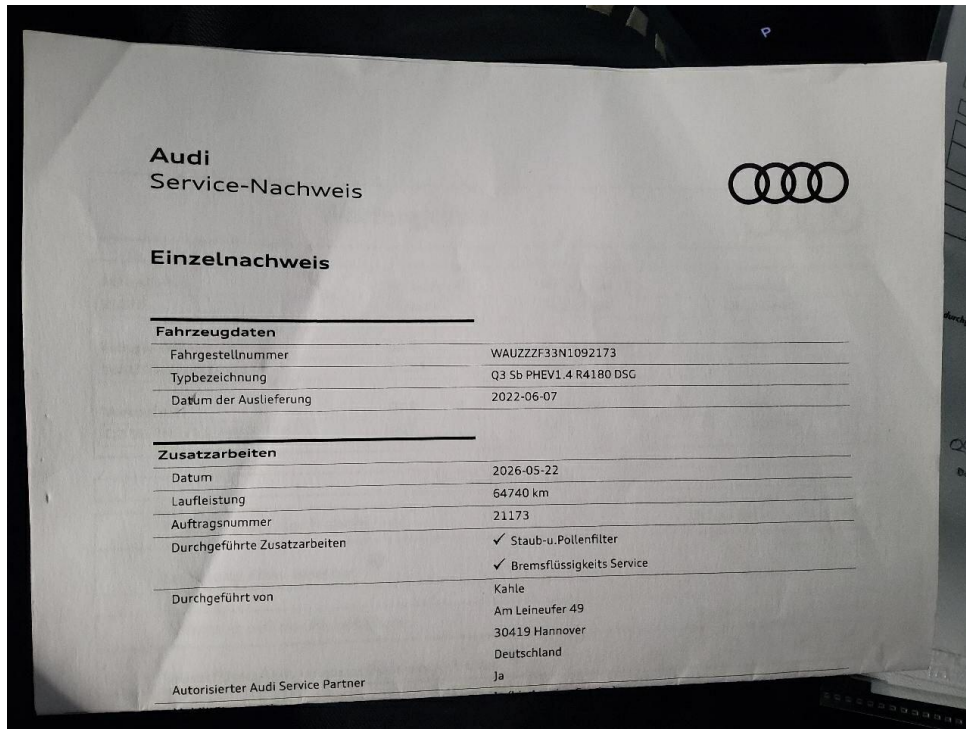 P
Audi
Service-Nachweis
Einzelnachweis
Fahrzeugdaten
Fahrgestellnummer WAUZZZF33N1092173
Typbezeichnung Q3 Sb PHEV1.4 R4180 DSG
Datum der Auslieferung 2022-06-07
Zusatzarbeiten
Datum 2026-05-22
Laufleistung 64740 km
Auftragsnummer 21173
Durchgeführte Zusatzarbeiten ✓ Staub-u.Pollenfilter
✓ Bremsflüssigkeits Service
Durchgeführt von Kahle
Am Leineufer 49
30419 Hannover
Deutschland
Autorisierter Audi Service Partner Ja